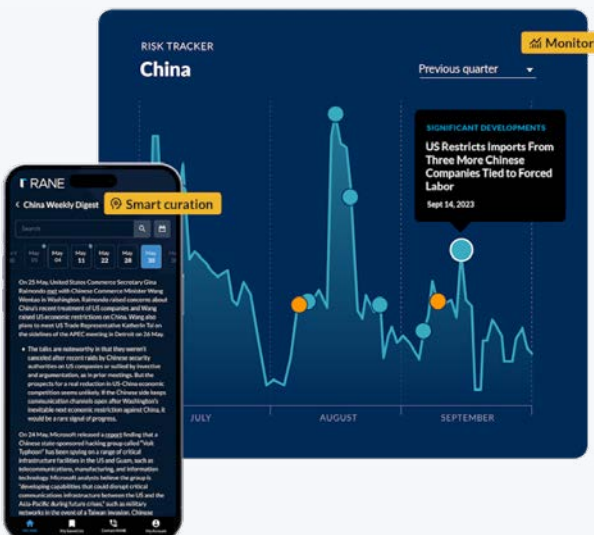 RISK TRACKER
China
Previous quarter
Monitor
SIGNIFICANT DEVELOPMENTS
US Restricts Imports From
Three More Chinese
Companies Tied to Forced
Labor
Sept 14, 2023
JULY
AUGUST
SEPTEMBER
RANE
China Weekly Digest
Smart curation
Search
May
04
May
11
May
22
May
28
May
30
On 25 May, United States Commerce Secretary Gina
Raimondo met with Chinese Commerce Minister Wang
Wentao in Washington. Raimondo raised concerns about
China's recent treatment of US companies and Wang
raised US economic restrictions on China. Wang also
plans to meet US Trade Representative Katherin Tai on
the sidelines of the APEC meeting in Detroit on 26 May.
• The talks are noteworthy in that they weren't
canceled after recent raids by Chinese security
authorities on US companies or sullied by invective
and argumentation, as in prior meetings. But the
prospects for a real reduction in US-China economic
competition seems unlikely. If the Chinese side keeps
communication channels open after Washington's
inevitable next economic restriction against China, it
would be a rare signal of progress.
On 24 May, Microsoft released a report finding that a
Chinese state-sponsored hacking group called "Volt
Typhoon" has been spying on a range of critical
infrastructure facilities in the US and Guam, such as
telecommunications, manufacturing, and information
technology. Microsoft analysts believe the group is
"developing capabilities that could disrupt critical
communications infrastructure between the US and the
Asia-Pacific during future crises," such as military
networks in the event of a Taiwan invasion. Chinese